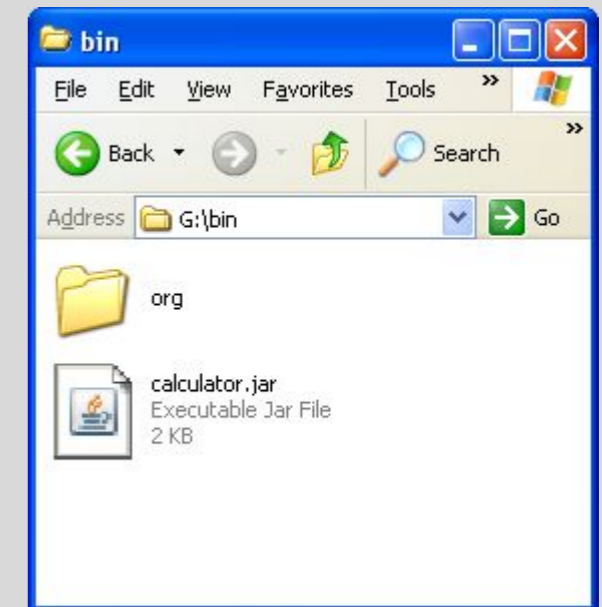 bin
File Edit View Favorites Tools »
Back Search »
Address G:\bin Go
org
calculator.jar
Executable Jar File
2 KB